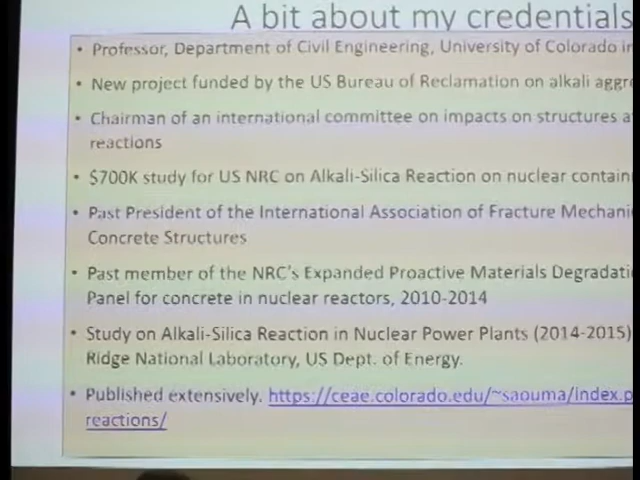 A bit about my credentials
• Professor, Department of Civil Engineering, University of Colorado in
• New project funded by the US Bureau of Reclamation on alkali aggre
• Chairman of an international committee on impacts on structures a
reactions
• $700K study for US NRC on Alkali-Silica Reaction on nuclear contain
• Past President of the International Association of Fracture Mechani
Concrete Structures
• Past member of the NRC's Expanded Proactive Materials Degradati
Panel for concrete in nuclear reactors, 2010-2014
• Study on Alkali-Silica Reaction in Nuclear Power Plants (2014-2015)
Ridge National Laboratory, US Dept. of Energy.
• Published extensively. https://ceae.colorado.edu/~saouma/index.p
reactions/